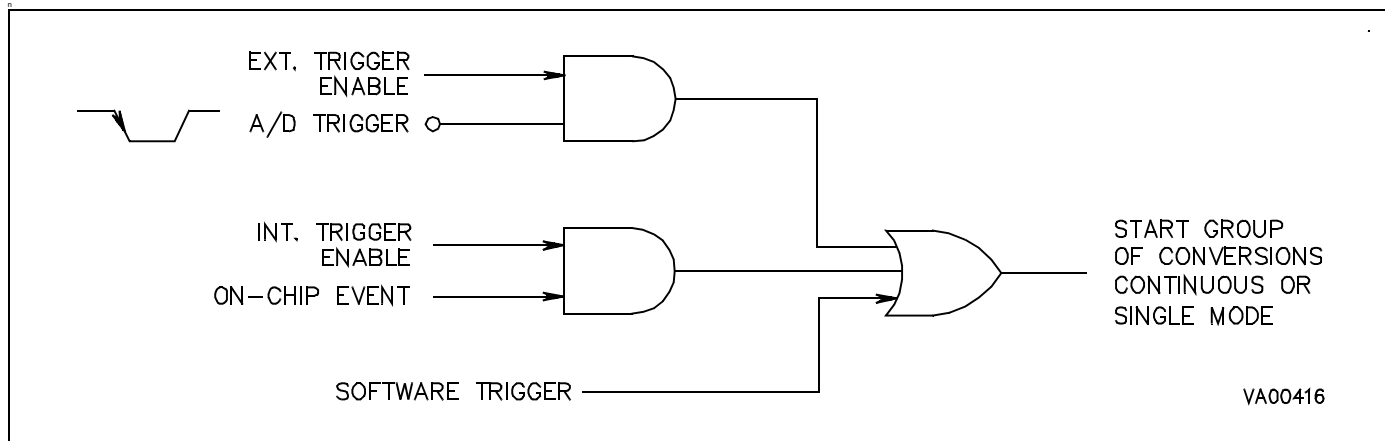 n
EXT. TRIGGER
ENABLE
A/D TRIGGER
INT. TRIGGER
ENABLE
ON-CHIP EVENT
SOFTWARE TRIGGER
START GROUP
OF CONVERSIONS
CONTINUOUS OR
SINGLE MODE
VA00416